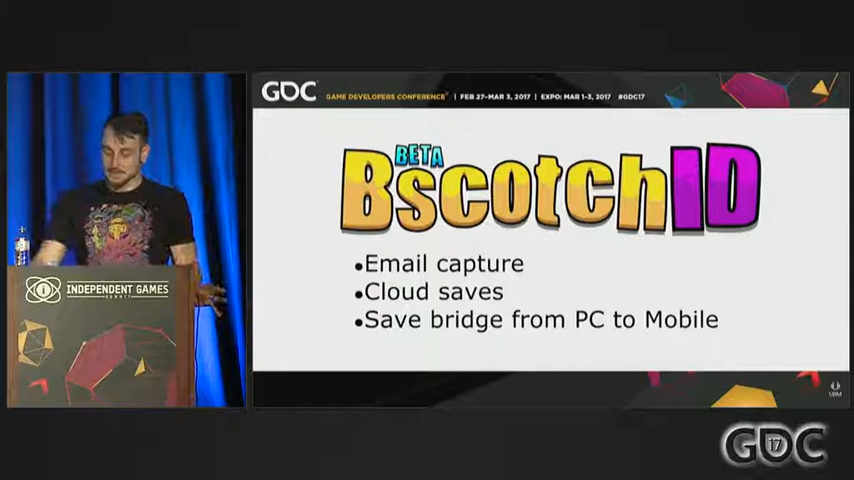 GDC GAME DEVELOPERS CONFERENCE | FEB 27–MAR 3, 2017 | EXPO: MAR 1–3, 2017 #GDC17
BETA
BscotchID
•Email capture
•Cloud saves
•Save bridge from PC to Mobile
INDEPENDENT GAMES
SUMMIT
UBM
GDC 17